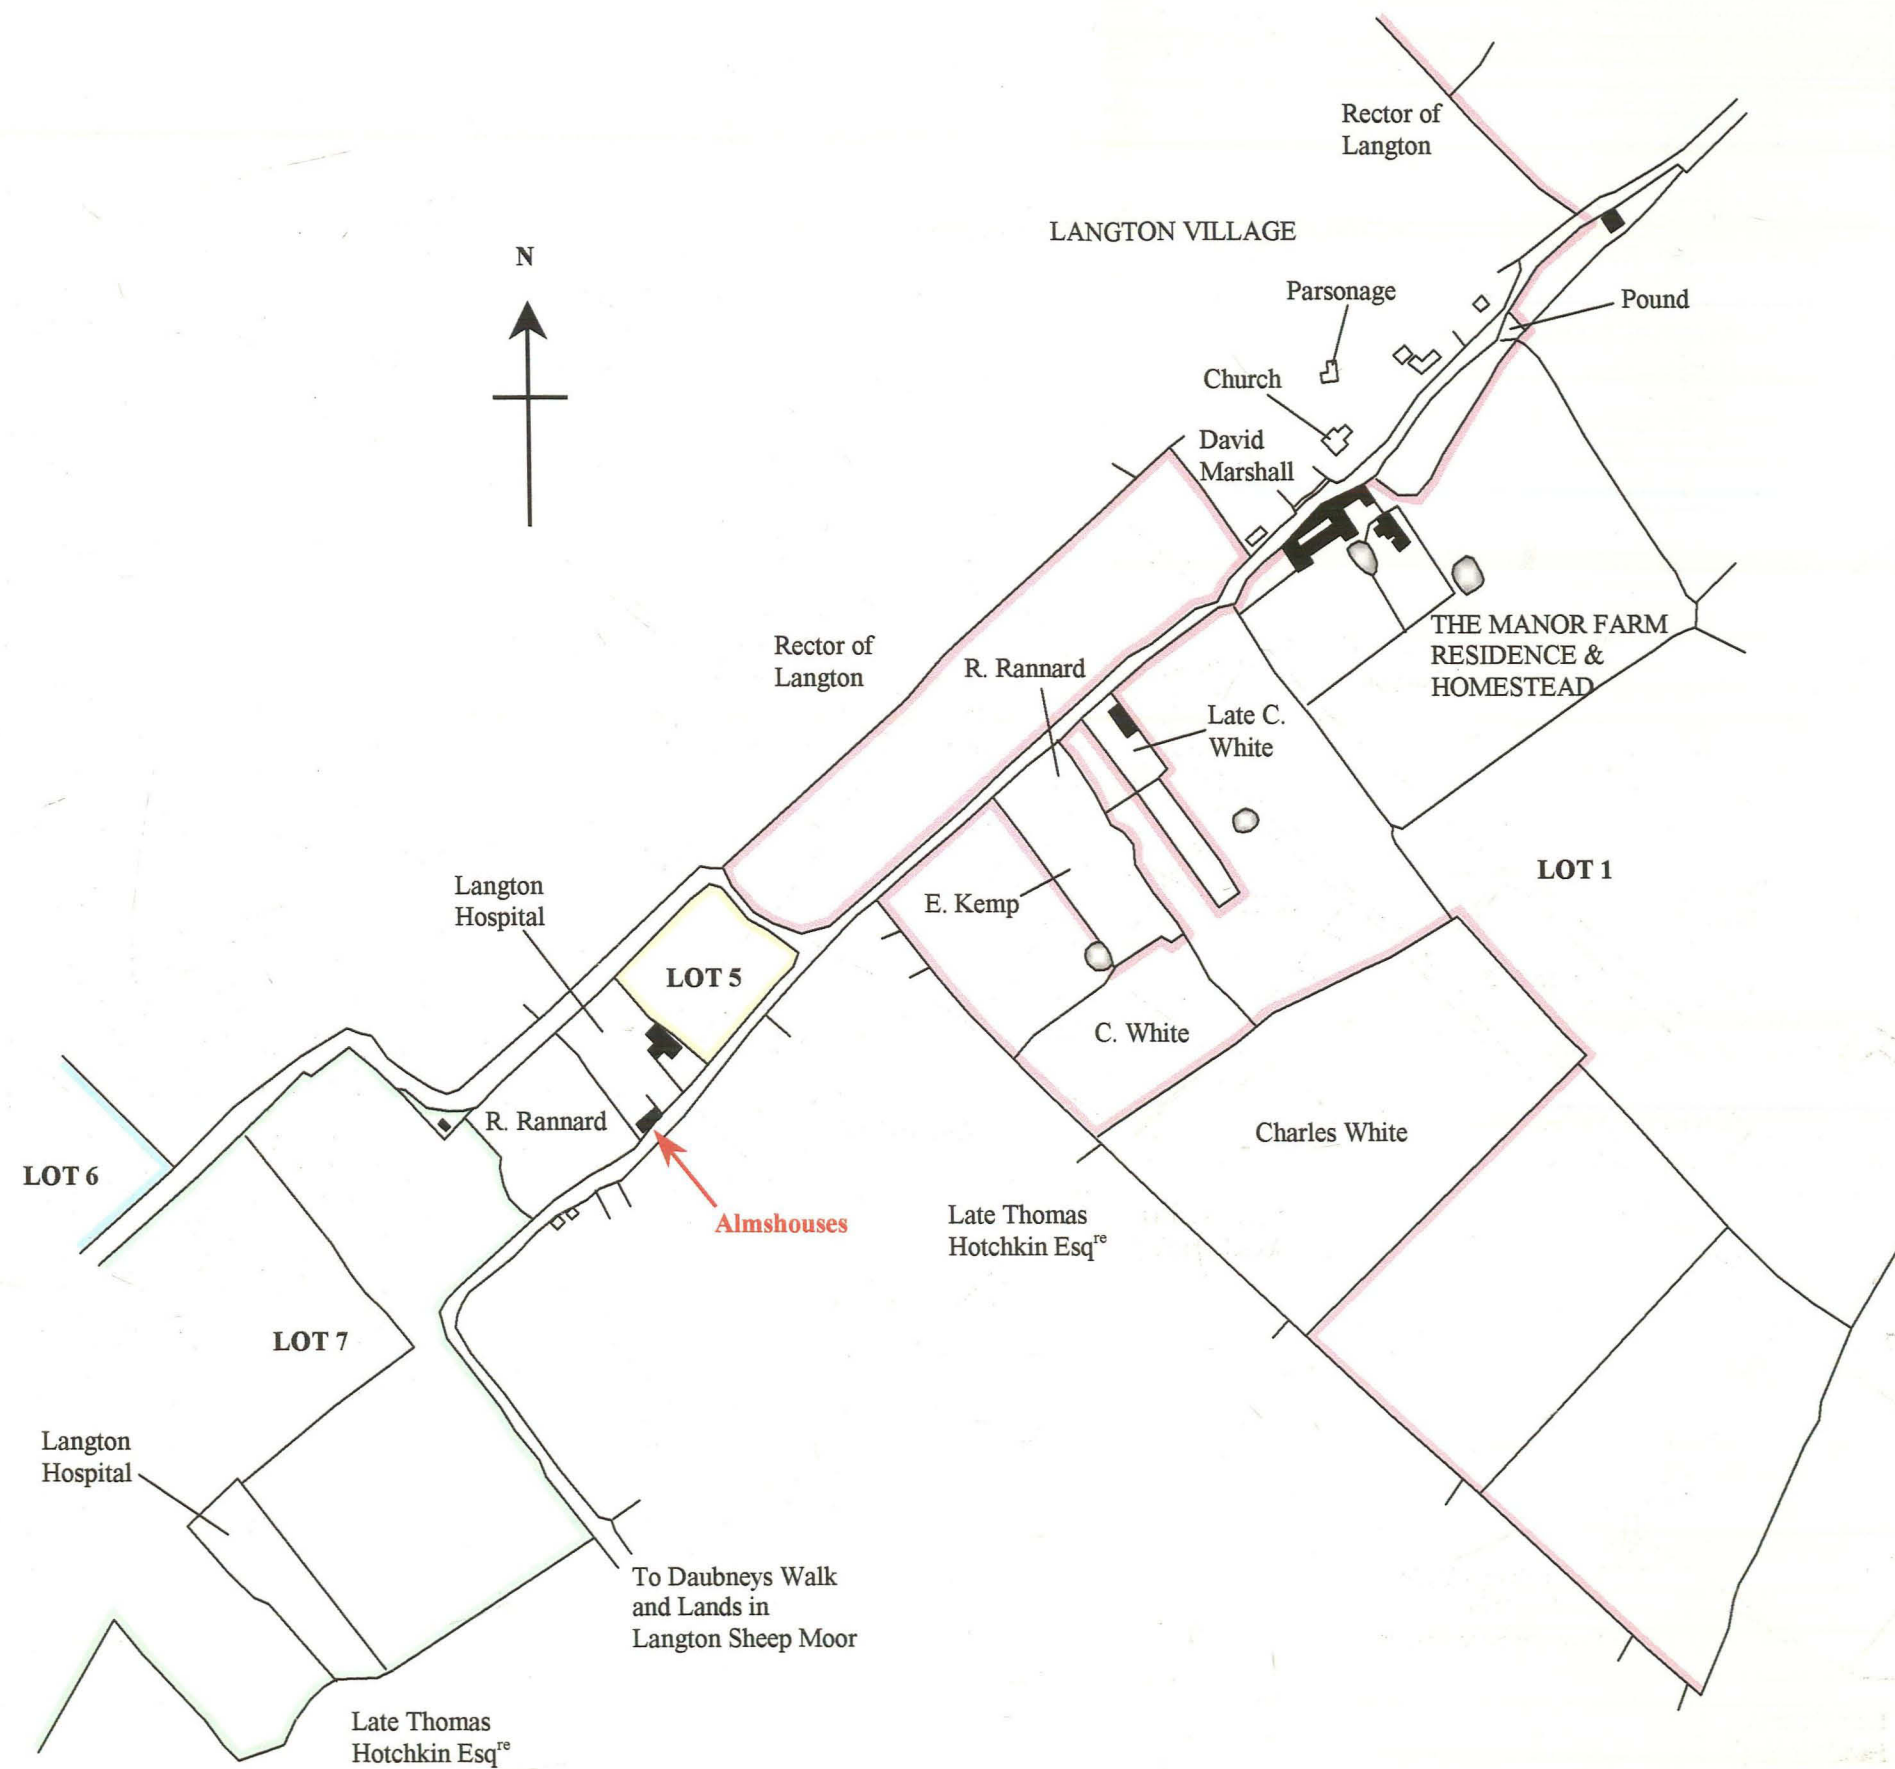 Rector of
Langton
LANGTON VILLAGE
N
Parsonage
Pound
Church
David
Marshall
THE MANOR FARM
RESIDENCE &
HOMESTEAD
Rector of
Langton
R. Rannard
Late C.
White
LOT 1
Langton
Hospital
E. Kemp
LOT 5
C. White
R. Rannard
Charles White
LOT 6
Almshouses
Late Thomas
Hotchkin Esqre
LOT 7
Langton
Hospital
To Daubneys Walk
and Lands in
Langton Sheep Moor
Late Thomas
Hotchkin Esqre